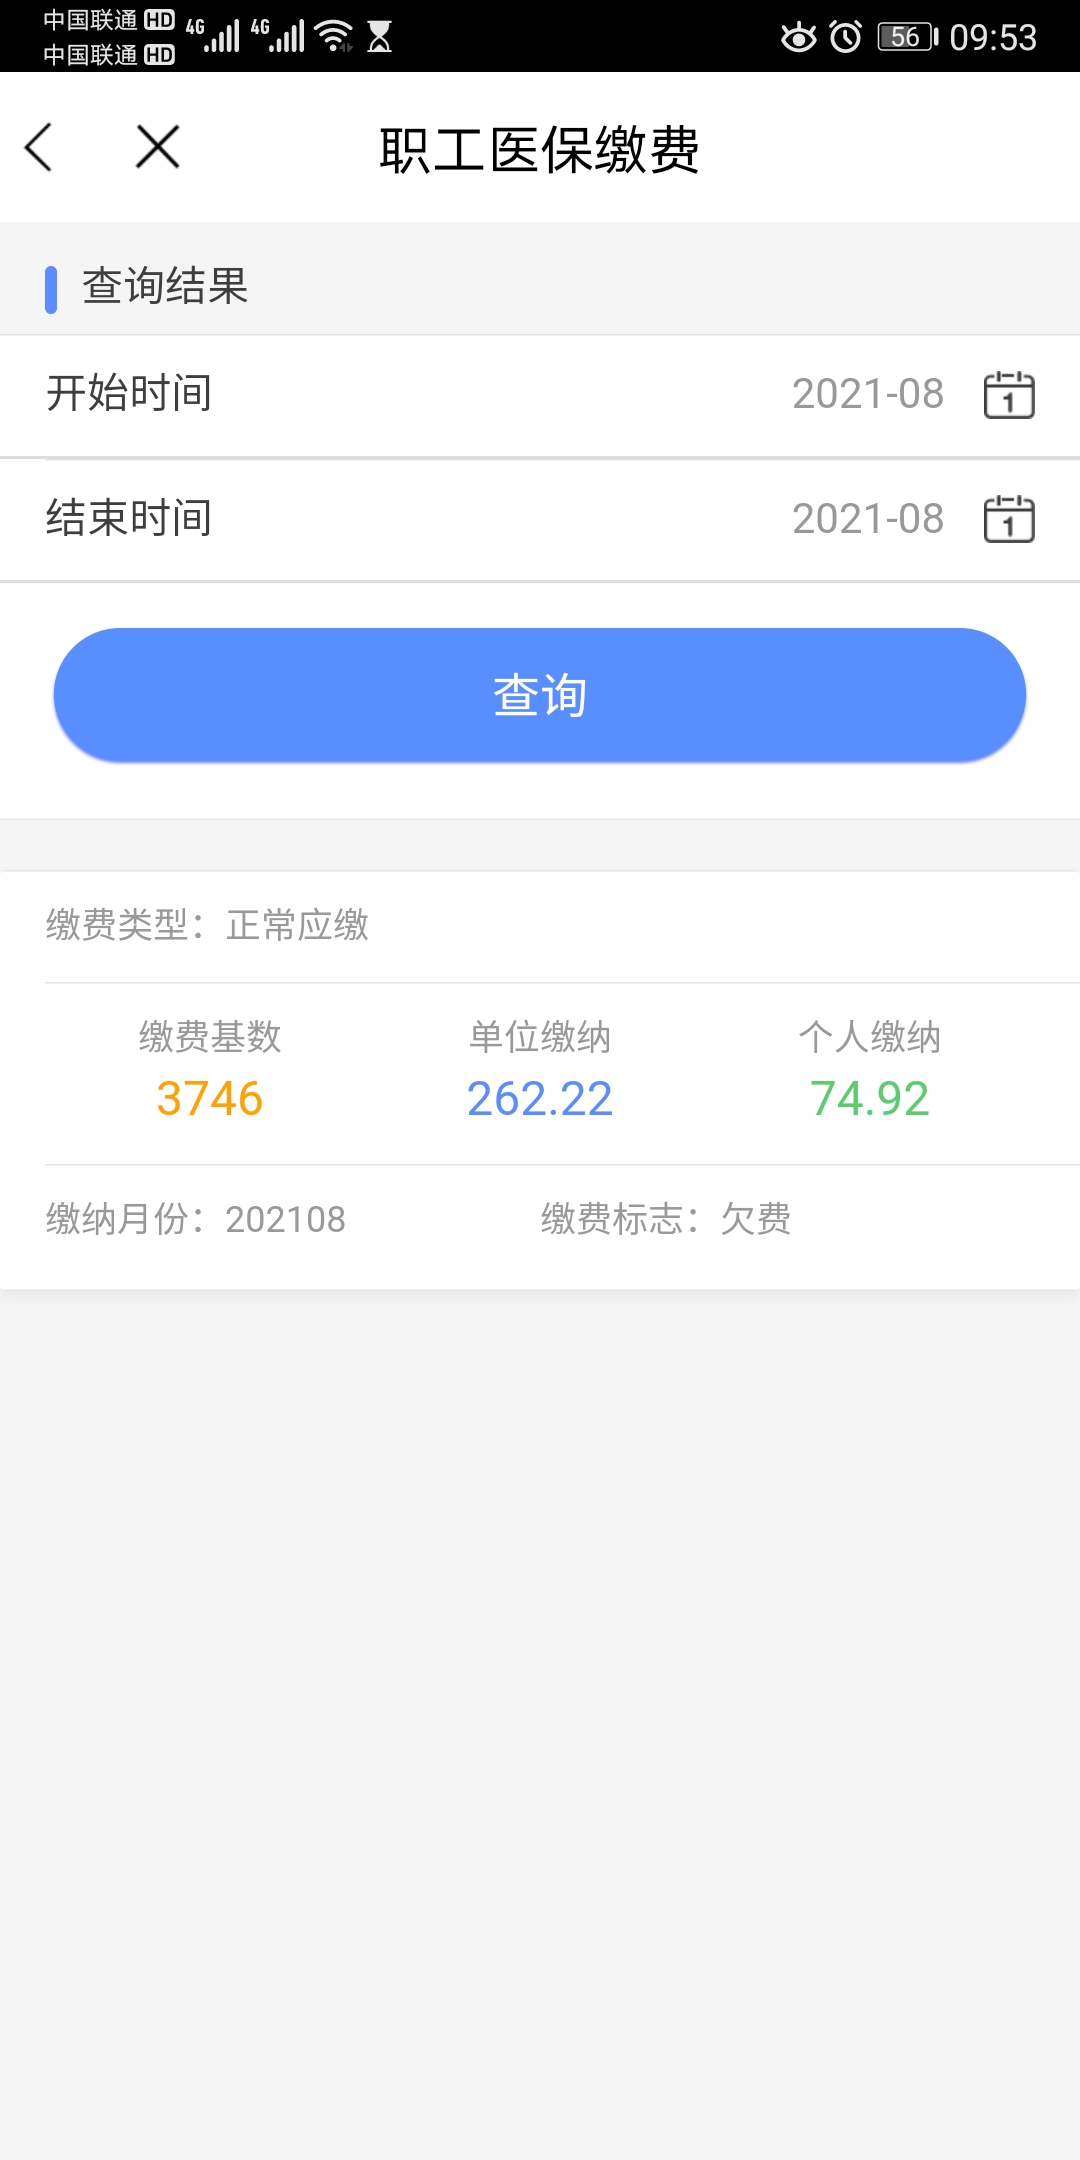 中国联通 HD 4G 4G 56 09:53
中国联通 HD
职工医保缴费
查询结果
开始时间 2021-08 1
结束时间 2021-08 1
查询
缴费类型：正常应缴
缴费基数 单位缴纳 个人缴纳
3746 262.22 74.92
缴纳月份：202108 缴费标志：欠费